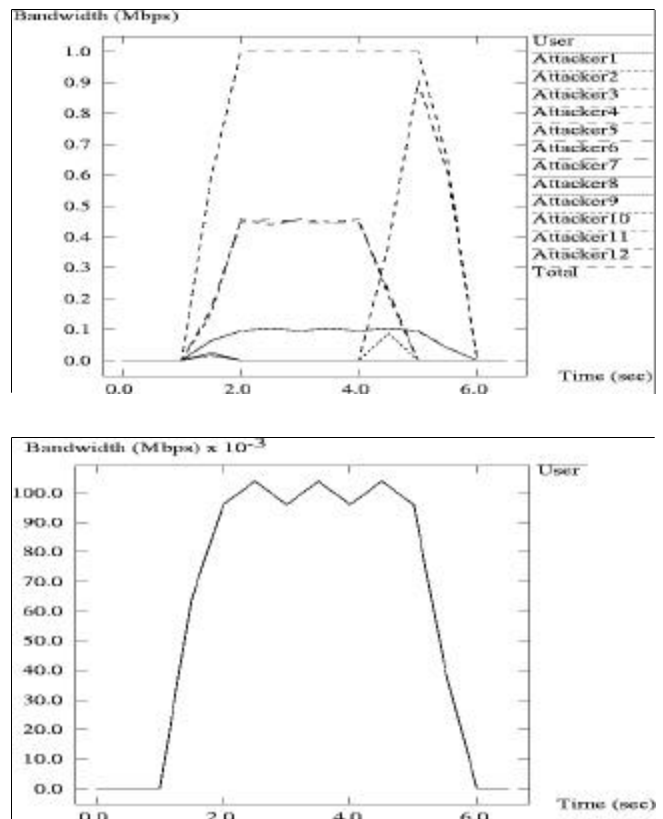 Bandwidth (Mbps)
1.0
0.9
0.8
0.7
0.6
0.5
0.4
0.3
0.2
0.1
0.0
0.0 2.0 4.0 6.0
Time (sec)
User
Attacker1
Attacker2
Attacker3
Attacker4
Attacker5
Attacker6
Attacker7
Attacker8
Attacker9
Attacker10
Attacker11
Attacker12
Total
Bandwidth (Mbps) x 10-3
User
100.0
90.0
80.0
70.0
60.0
50.0
40.0
30.0
20.0
10.0
0.0
0.0 2.0 4.0 6.0
Time (sec)